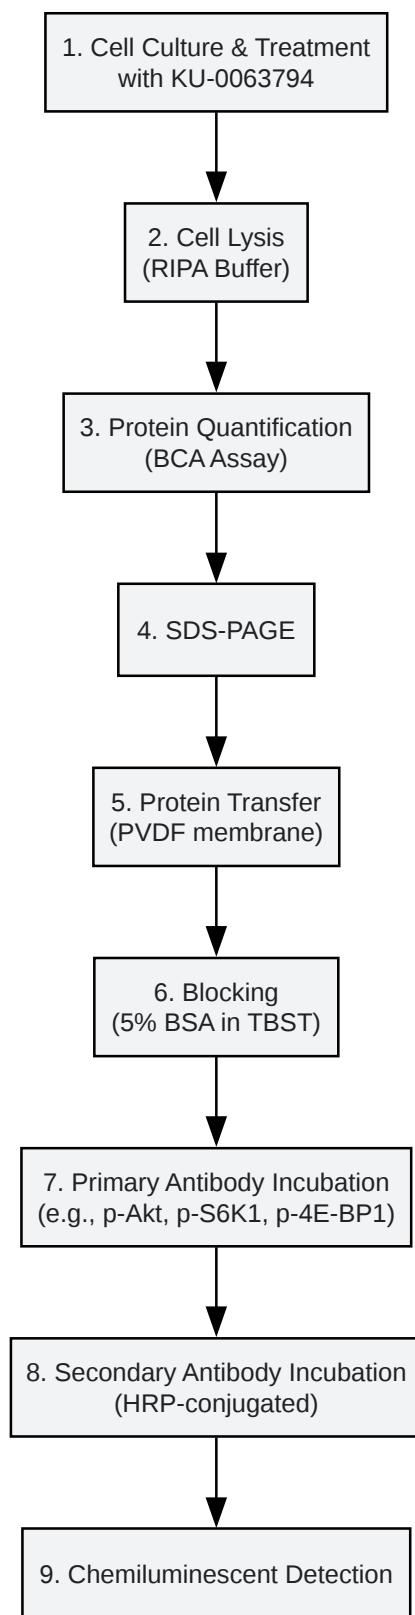 1. Cell Culture & Treatment
with KU-0063794
2. Cell Lysis
(RIPA Buffer)
3. Protein Quantification
(BCA Assay)
4. SDS-PAGE
5. Protein Transfer
(PVDF membrane)
6. Blocking
(5% BSA in TBST)
7. Primary Antibody Incubation
(e.g., p-Akt, p-S6K1, p-4E-BP1)
8. Secondary Antibody Incubation
(HRP-conjugated)
9. Chemiluminescent Detection